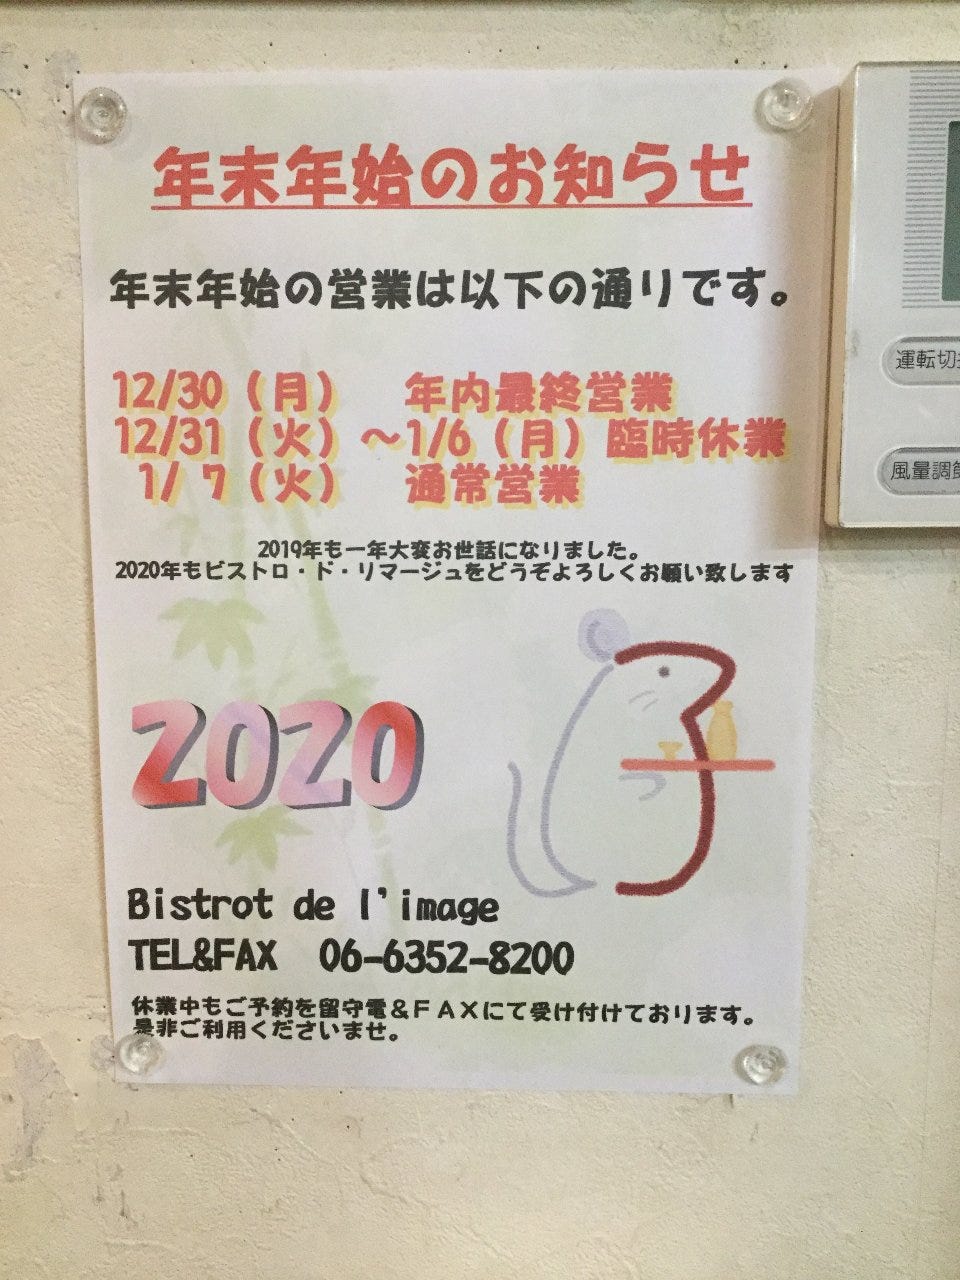 年末年始のお知らせ
年末年始の営業は以下の通りです。
12/30（月）　年内最終営業
12/31（火）～1/6（月）臨時休業
1/ 7（火）　通常営業
2019年も一年大変お世話になりました。
2020年もビストロ・ド・リマージュをどうぞよろしくお願い致します
2020
Bistrot de l'image
TEL&FAX　06-6352-8200
休業中もご予約を留守電＆ＦＡＸにて受け付けております。
是非ご利用くださいませ。
運転切
風量調節